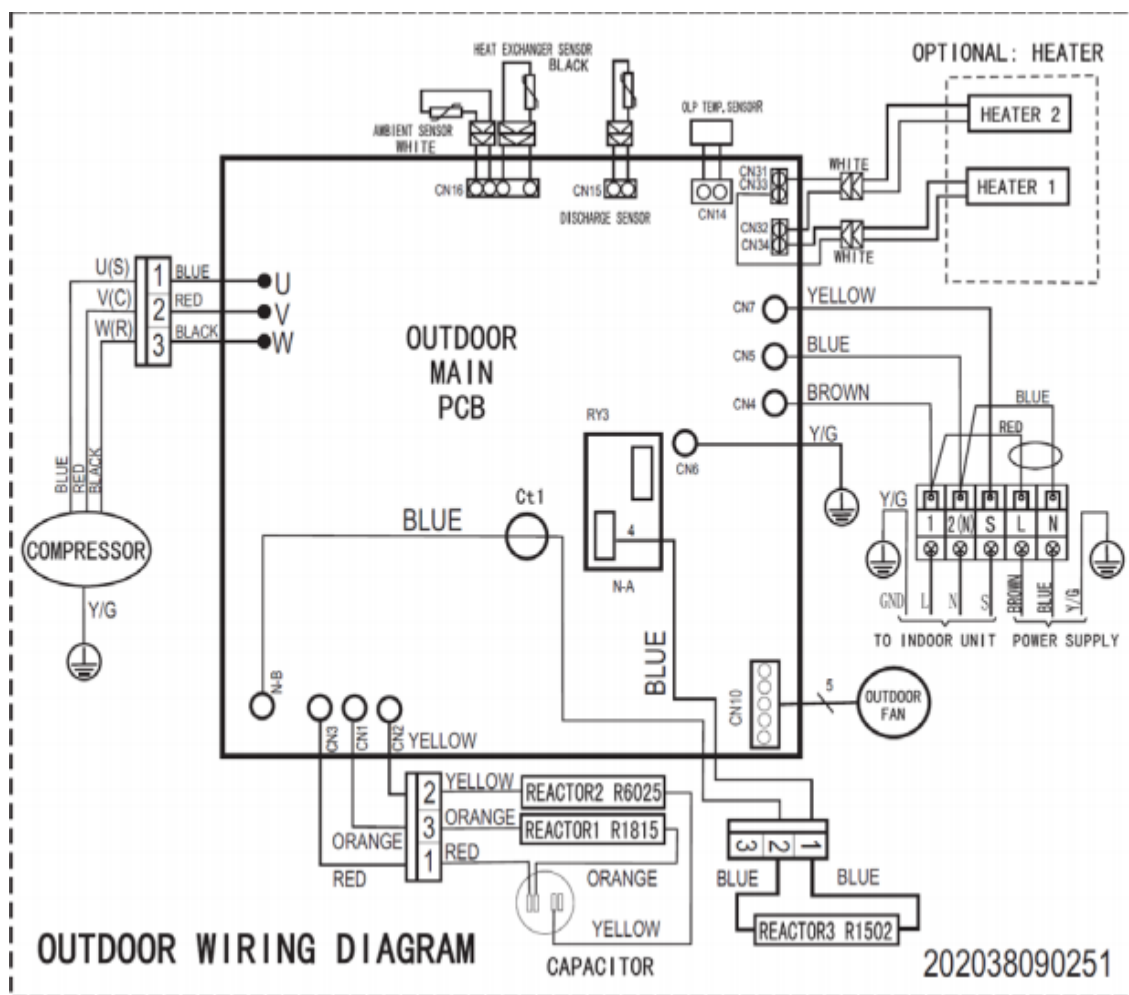 HEAT EXCHANGER SENSOR
BLACK
OPTIONAL: HEATER
AMBIENT SENSOR
WHITE
OLP TEMP.SENSORR
HEATER 2
HEATER 1
WHITE
WHITE
CN16
CN15
DISCHARGE SENSOR
CN14
CN31
CN33
CN32
CN34
U(S) 1 BLUE U
V(C) 2 RED V
W(R) 3 BLACK W
OUTDOOR
MAIN
PCB
CN7 YELLOW
CN5 BLUE
CN4 BROWN
BLUE
RED
RY3
CN6
Y/G
Ct1
BLUE
4
N-A
BLUE
RED
BLACK
COMPRESSOR
Y/G
Y/G
1 2(N) S L N
GND L N S BROWN BLUE Y/G
TO INDOOR UNIT POWER SUPPLY
BLUE
N-B
CN3
CN1
CN2
YELLOW
CN10
5
OUTDOOR
FAN
2 YELLOW REACTOR2 R6025
3 ORANGE REACTOR1 R1815
1 RED
ORANGE
RED
ORANGE
YELLOW
CAPACITOR
3 2 1
BLUE BLUE
REACTOR3 R1502
OUTDOOR WIRING DIAGRAM
202038090251